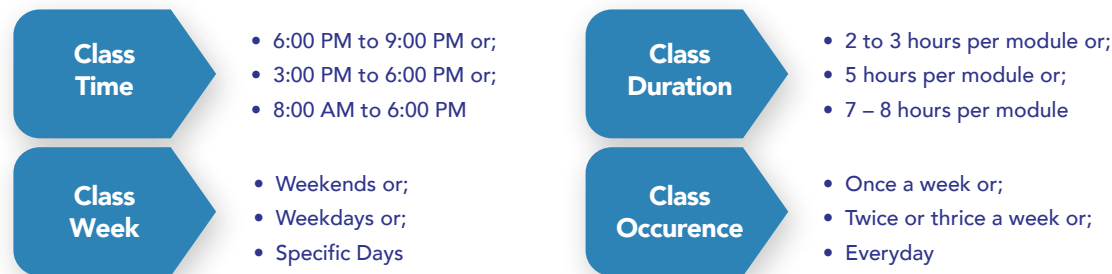 Class
Time
• 6:00 PM to 9:00 PM or;
• 3:00 PM to 6:00 PM or;
• 8:00 AM to 6:00 PM
Class
Duration
• 2 to 3 hours per module or;
• 5 hours per module or;
• 7 – 8 hours per module
Class
Week
• Weekends or;
• Weekdays or;
• Specific Days
Class
Occurence
• Once a week or;
• Twice or thrice a week or;
• Everyday